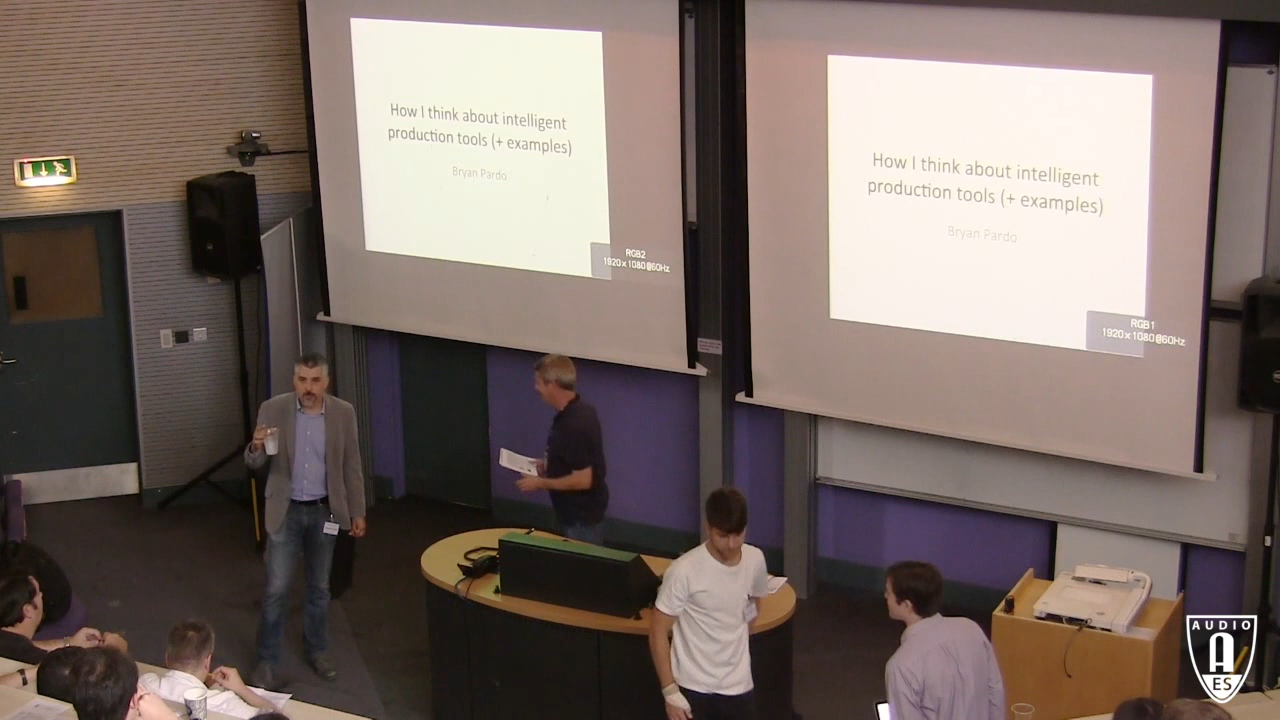 How I think about intelligent
production tools (+ examples)
Bryan Pardo
RGB2
1920x1080@60Hz
How I think about intelligent
production tools (+ examples)
Bryan Pardo
RGB1
1920x1080@60Hz
AUDIO
AES